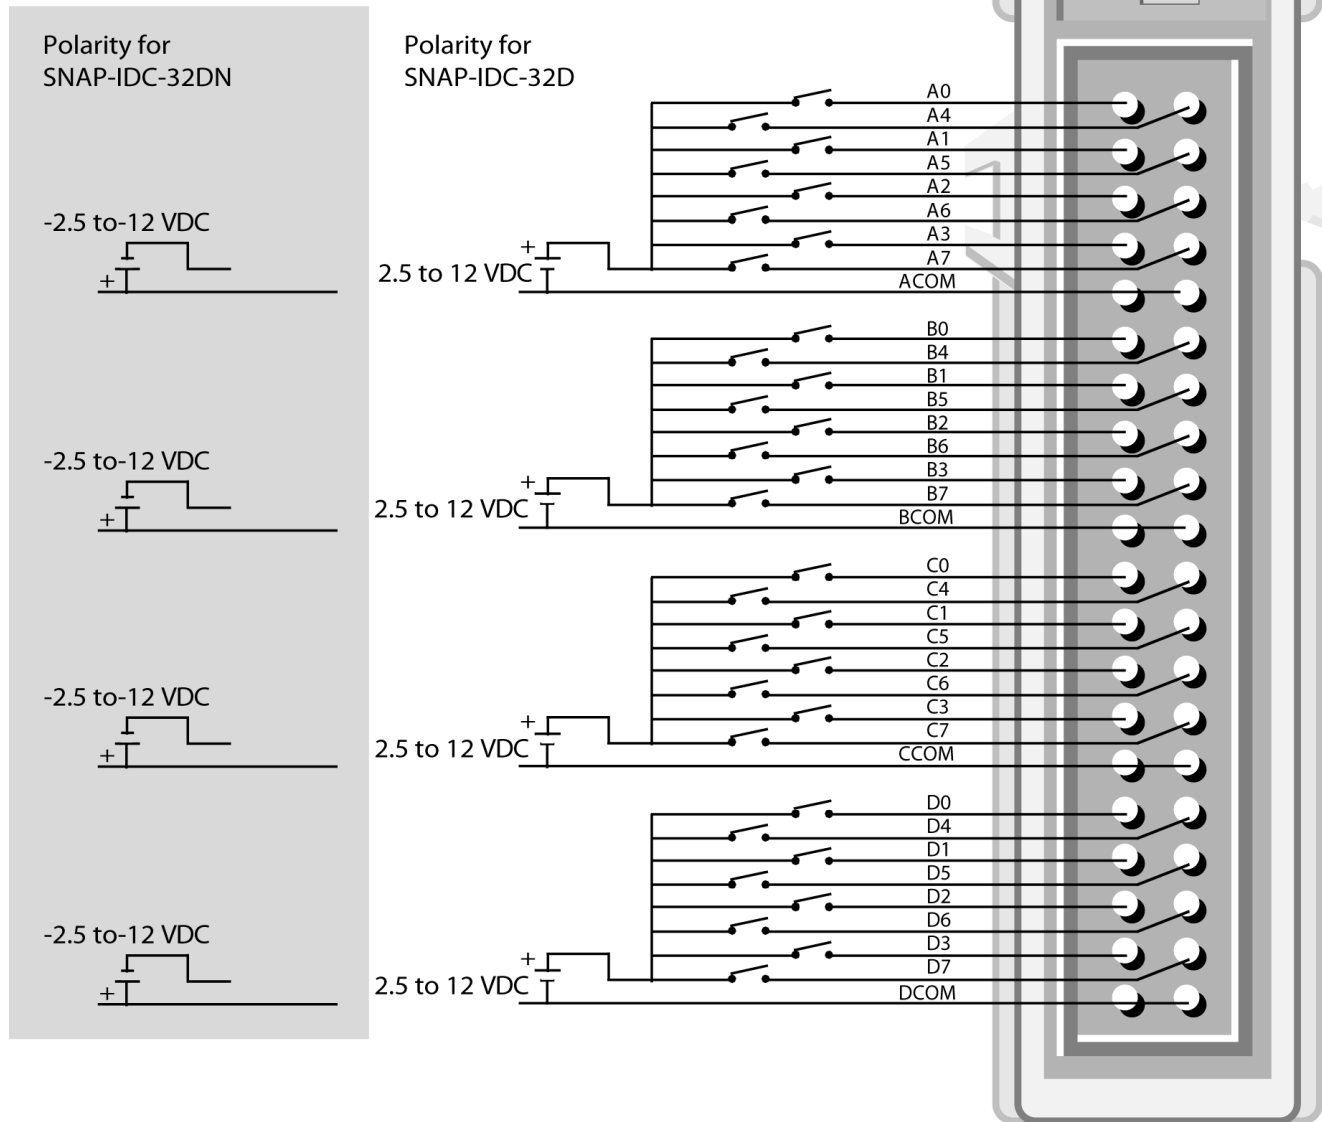 Polarity for
SNAP-IDC-32DN
Polarity for
SNAP-IDC-32D
A0
A4
A1
A5
A2
A6
A3
A7
ACOM
-2.5 to-12 VDC
+
+
2.5 to 12 VDC
B0
B4
B1
B5
B2
B6
B3
B7
BCOM
-2.5 to-12 VDC
+
+
2.5 to 12 VDC
C0
C4
C1
C5
C2
C6
C3
C7
CCOM
-2.5 to-12 VDC
+
+
2.5 to 12 VDC
D0
D4
D1
D5
D2
D6
D3
D7
DCOM
-2.5 to-12 VDC
+
+
2.5 to 12 VDC